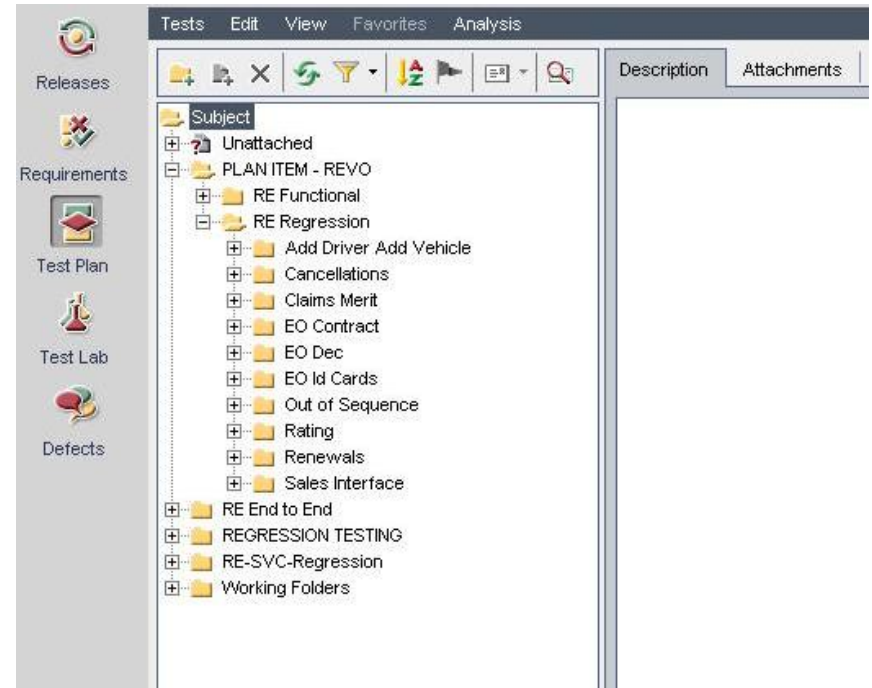 Tests Edit View Favorites Analysis
Releases
Requirements
Test Plan
Test Lab
Defects
Description Attachments
Subject
Unattached
PLAN ITEM - REVO
RE Functional
RE Regression
Add Driver Add Vehicle
Cancellations
Claims Merit
EO Contract
EO Dec
EO Id Cards
Out of Sequence
Rating
Renewals
Sales Interface
RE End to End
REGRESSION TESTING
RE-SVC-Regression
Working Folders